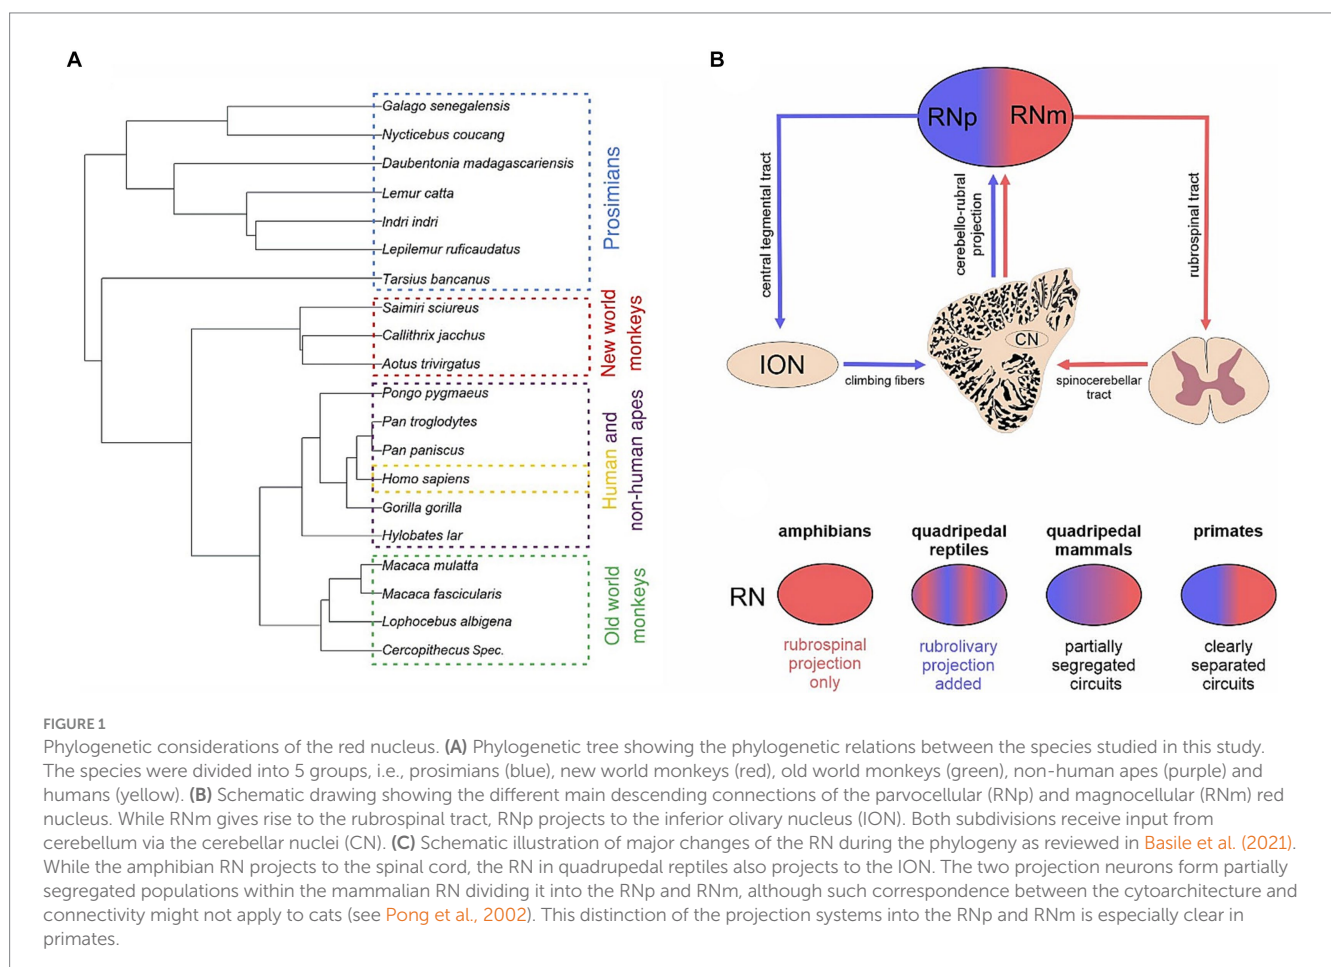 A
Galago senegalensis
Nycticebus coucang
Daubentonia madagascariensis
Lemur catta
Indri indri
Lepilemur ruficaudatus
Tarsius bancanus
Saimiri sciureus
Callithrix jacchus
Aotus trivirgatus
Pongo pygmaeus
Pan troglodytes
Pan paniscus
Homo sapiens
Gorilla gorilla
Hylobates lar
Macaca mulatta
Macaca fascicularis
Lophocebus albigena
Cercopithecus Spec.
Prosimians
New world
monkeys
Human and
non-human apes
Old world
monkeys
B
RNp
RNm
central tegmental tract
cerebello-rubral
projection
rubrospinal tract
CN
ION
climbing fibers
spinocerebellar
tract
amphibians
quadripedal
reptiles
quadripedal
mammals
primates
RN
rubrospinal
projection
only
rubrolivary
projection
added
partially
segregated
circuits
clearly
separated
circuits
FIGURE 1
Phylogenetic considerations of the red nucleus. (A) Phylogenetic tree showing the phylogenetic relations between the species studied in this study.
The species were divided into 5 groups, i.e., prosimians (blue), new world monkeys (red), old world monkeys (green), non-human apes (purple) and
humans (yellow). (B) Schematic drawing showing the different main descending connections of the parvocellular (RNp) and magnocellular (RNm) red
nucleus. While RNm gives rise to the rubrospinal tract, RNp projects to the inferior olivary nucleus (ION). Both subdivisions receive input from
cerebellum via the cerebellar nuclei (CN). (C) Schematic illustration of major changes of the RN during the phylogeny as reviewed in Basile et al. (2021).
While the amphibian RN projects to the spinal cord, the RN in quadrupedal reptiles also projects to the ION. The two projection neurons form partially
segregated populations within the mammalian RN dividing it into the RNp and RNm, although such correspondence between the cytoarchitecture and
connectivity might not apply to cats (see Pong et al., 2002). This distinction of the projection systems into the RNp and RNm is especially clear in
primates.